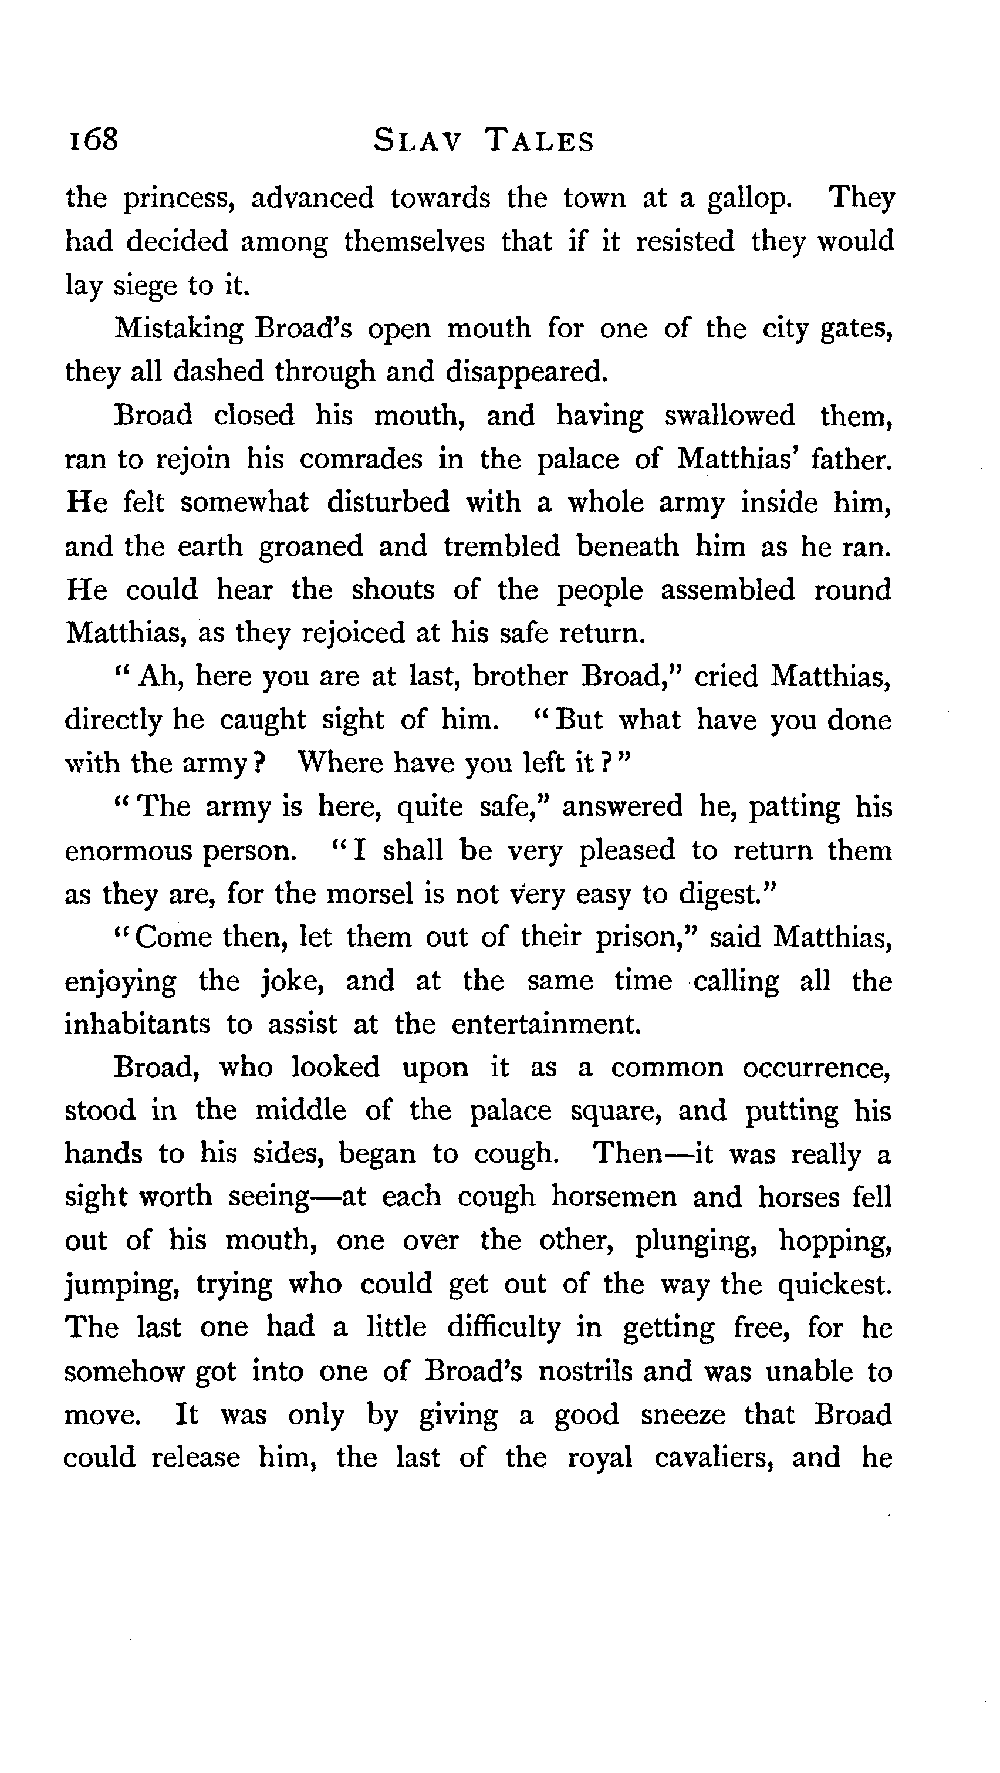 168 SLAV TALES
the princess, advanced towards the town at a gallop. They
had decided among themselves that if it resisted they would
lay siege to it.
Mistaking Broad's open mouth for one of the city gates,
they all dashed through and disappeared.
Broad closed his mouth, and having swallowed them,
ran to rejoin his comrades in the palace of Matthias' father.
He felt somewhat disturbed with a whole army inside him,
and the earth groaned and trembled beneath him as he ran.
He could hear the shouts of the people assembled round
Matthias, as they rejoiced at his safe return.
"Ah, here you are at last, brother Broad," cried Matthias,
directly he caught sight of him. "But what have you done
with the army? Where have you left it?"
"The army is here, quite safe," answered he, patting his
enormous person. "I shall be very pleased to return them
as they are, for the morsel is not very easy to digest."
"Come then, let them out of their prison," said Matthias,
enjoying the joke, and at the same time calling all the
inhabitants to assist at the entertainment.
Broad, who looked upon it as a common occurrence,
stood in the middle of the palace square, and putting his
hands to his sides, began to cough. Then—it was really a
sight worth seeing—at each cough horsemen and horses fell
out of his mouth, one over the other, plunging, hopping,
jumping, trying who could get out of the way the quickest.
The last one had a little difficulty in getting free, for he
somehow got into one of Broad's nostrils and was unable to
move. It was only by giving a good sneeze that Broad
could release him, the last of the royal cavaliers, and he